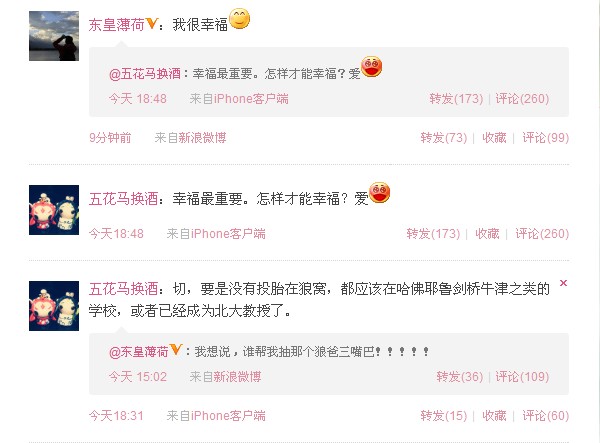 东皇薄荷：我很幸福
@五花马换酒：幸福最重要。怎样才能幸福？爱
今天 18:48 来自iPhone客户端 转发(173) | 评论(260)
9分钟前 来自新浪微博 转发(73) | 收藏 | 评论(99)
五花马换酒：幸福最重要。怎样才能幸福？爱
今天18:48 来自iPhone客户端 转发(173) | 收藏 | 评论(260)
五花马换酒：切，要是没有投胎在狼窝，都应该在哈佛耶鲁剑桥牛津之类的
学校，或者已经成为北大教授了。
@东皇薄荷：我想说，谁帮我抽那个狼爸三嘴巴！！！！！
今天 15:02 来自新浪微博 转发(36) | 评论(109)
今天 18:31 来自iPhone客户端 转发(15) | 收藏 | 评论(60)